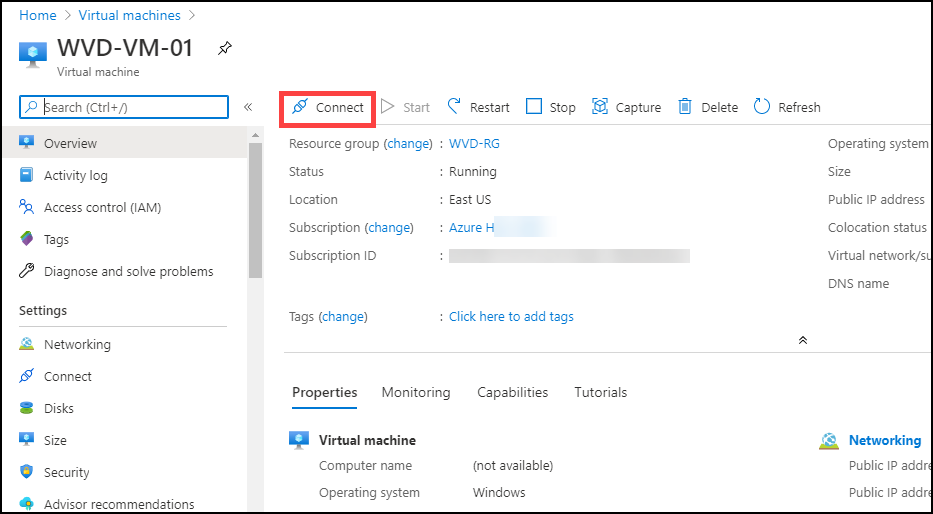 Home > Virtual machines >
WVD-VM-01
Virtual machine
Search (Ctrl+/)
«
Overview
Activity log
Access control (IAM)
Tags
Diagnose and solve problems
Settings
Networking
Connect
Disks
Size
Security
Advisor recommendations
Connect Start Restart Stop Capture Delete Refresh
Resource group (change) : WVD-RG
Status : Running
Location : East US
Subscription (change) : Azure H
Subscription ID :
Tags (change) : Click here to add tags
Operating system
Size
Public IP address
Colocation status
Virtual network/su
DNS name
Properties Monitoring Capabilities Tutorials
Virtual machine
Computer name (not available)
Operating system Windows
Networking
Public IP addre
Public IP addre